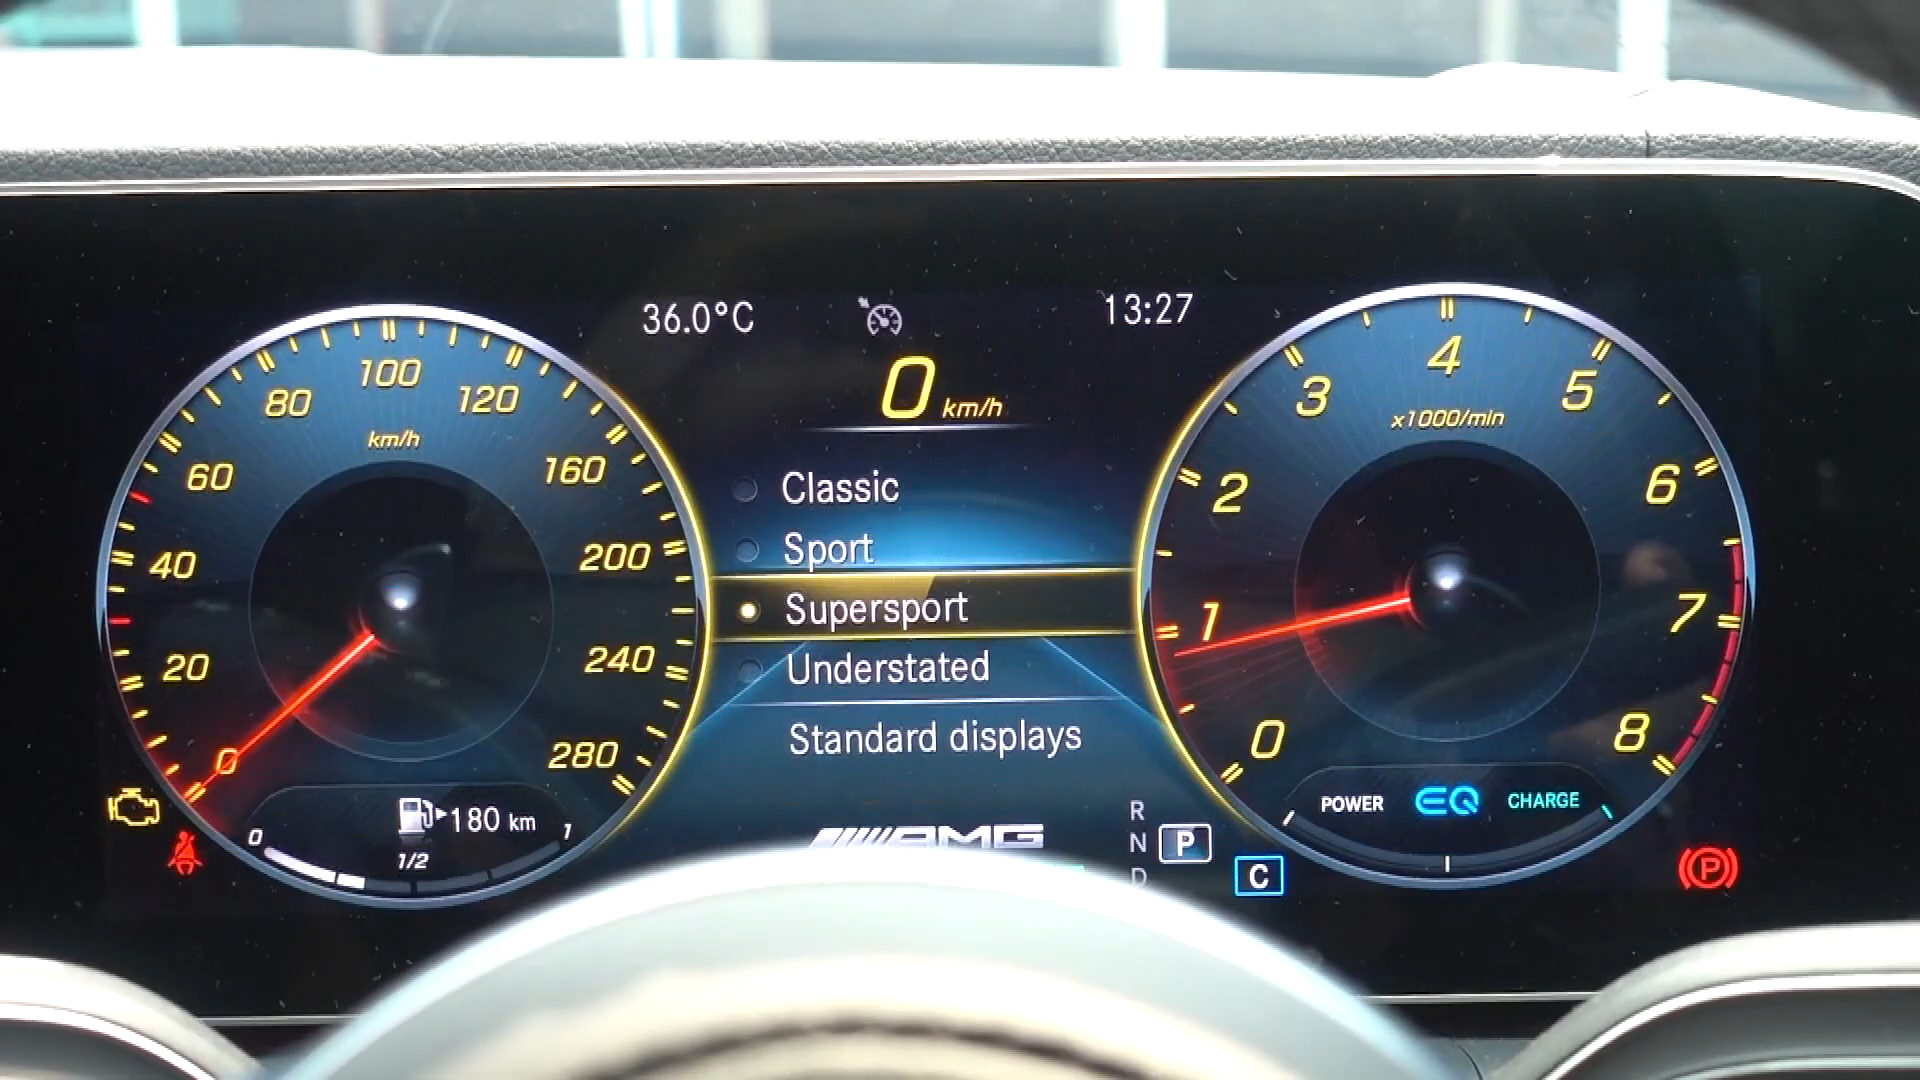 36.0°C
13:27
0 km/h
Classic
Sport
Supersport
Understated
Standard displays
AMG
0
20
40
60
80
100
120
160
200
240
280
km/h
180 km
0
1/2
1
0
1
2
3
4
5
6
7
8
x1000/min
POWER EQ CHARGE
R
N
D
P
C
P